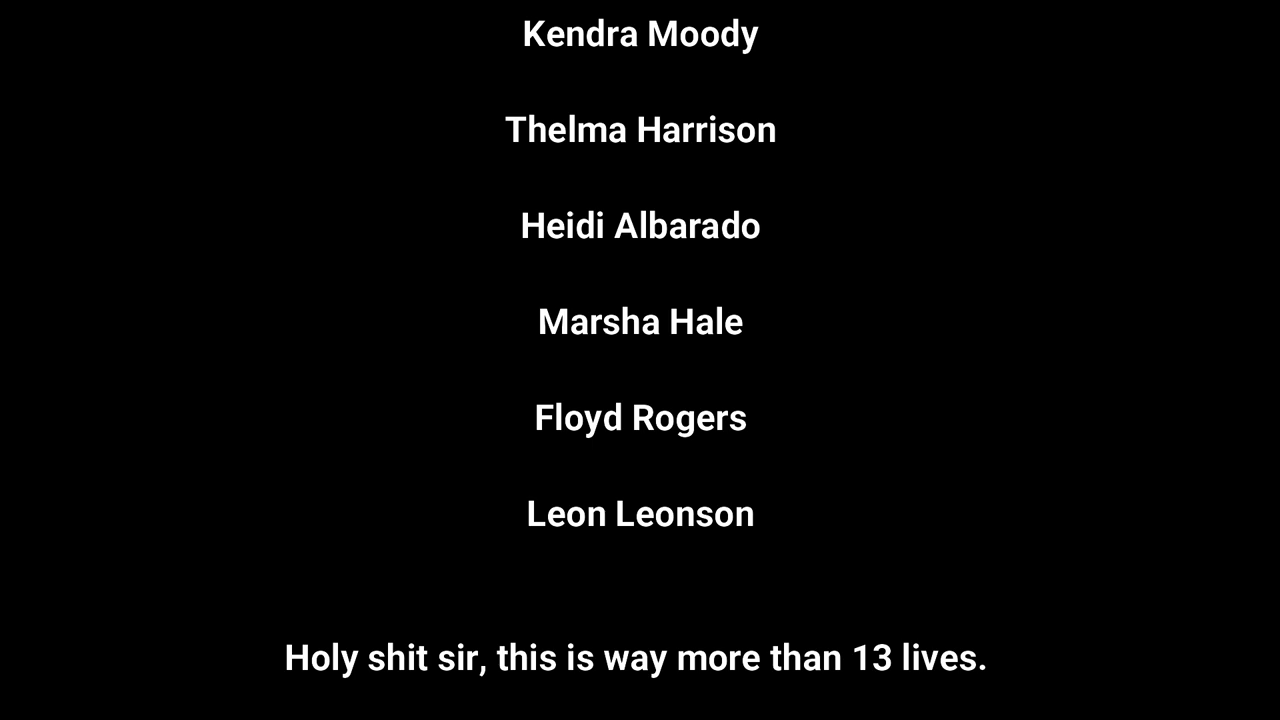 Kendra Moody
Thelma Harrison
Heidi Albarado
Marsha Hale
Floyd Rogers
Leon Leonson
Holy shit sir, this is way more than 13 lives.